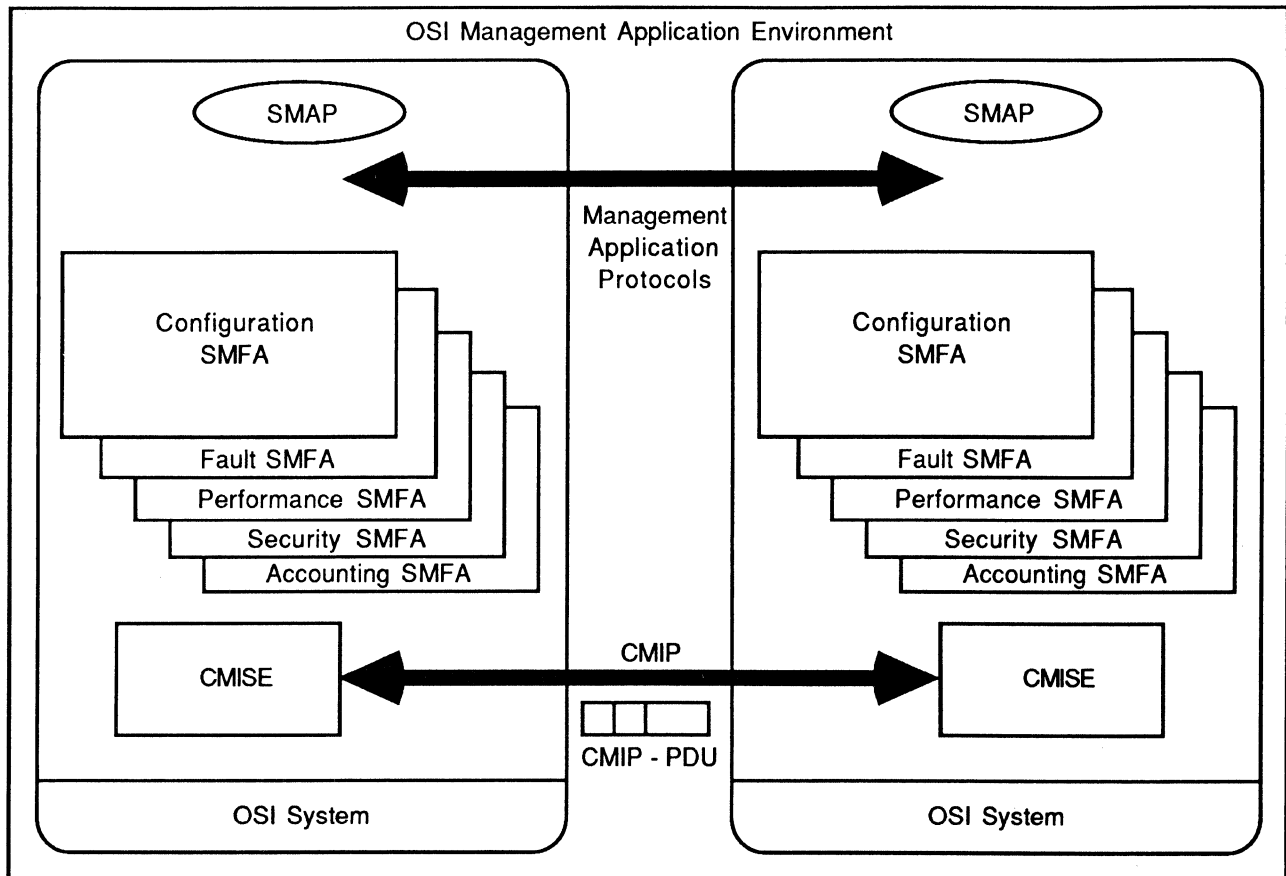 OSI Management Application Environment
SMAP
SMAP
Management
Application
Protocols
Configuration
SMFA
Fault SMFA
Performance SMFA
Security SMFA
Accounting SMFA
Configuration
SMFA
Fault SMFA
Performance SMFA
Security SMFA
Accounting SMFA
CMISE
CMIP
CMIP - PDU
CMISE
OSI System
OSI System